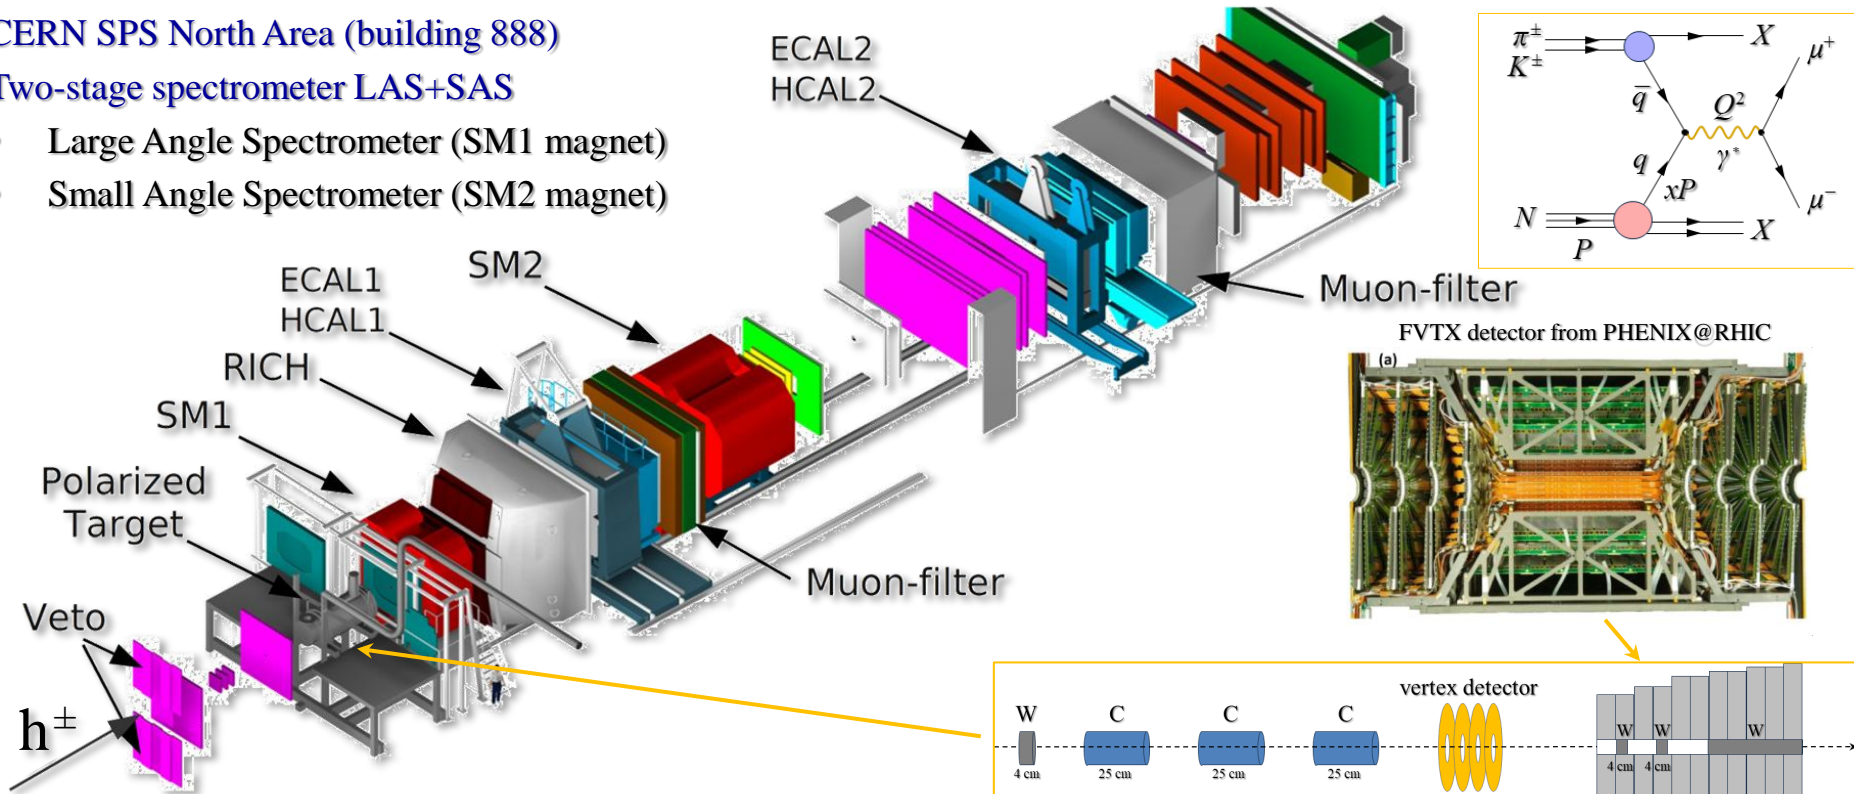 CERN SPS North Area (building 888)
Two-stage spectrometer LAS+SAS
Large Angle Spectrometer (SM1 magnet)
Small Angle Spectrometer (SM2 magnet)
ECAL2
HCAL2
Muon-filter
SM2
ECAL1
HCAL1
RICH
SM1
Polarized
Target
Veto
h±
Muon-filter
π±
K±
X
μ+
q̄
Q²
γ*
q
xP
μ−
N
P
X
FVTX detector from PHENIX@RHIC
(a)
vertex detector
W
C
C
C
W
W
W
4 cm
25 cm
25 cm
25 cm
4 cm
4 cm